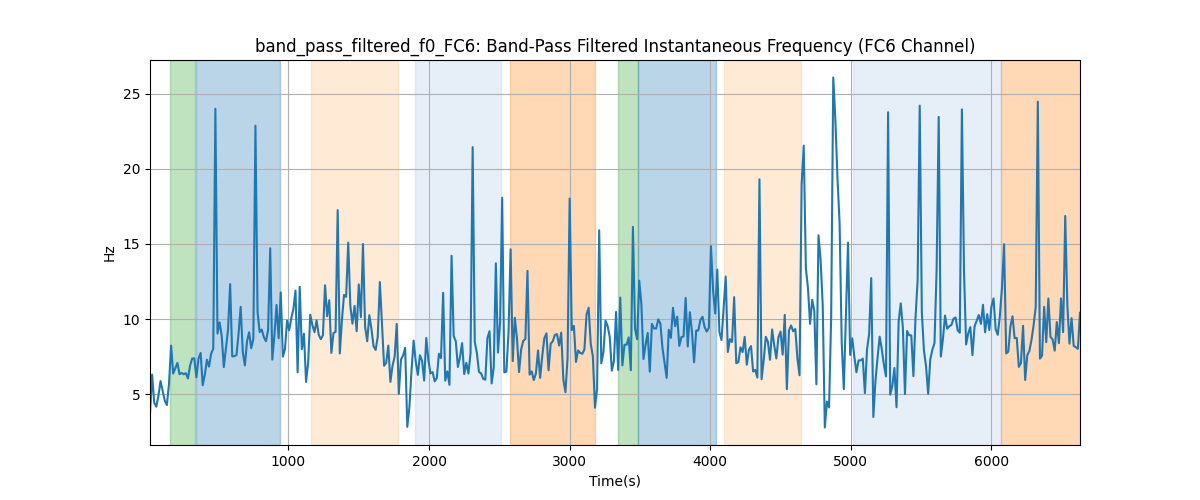 band_pass_filtered_f0_FC6: Band-Pass Filtered Instantaneous Frequency (FC6 Channel)
25
20
15
10
5
Hz
1000 2000 3000 4000 5000 6000
Time(s)